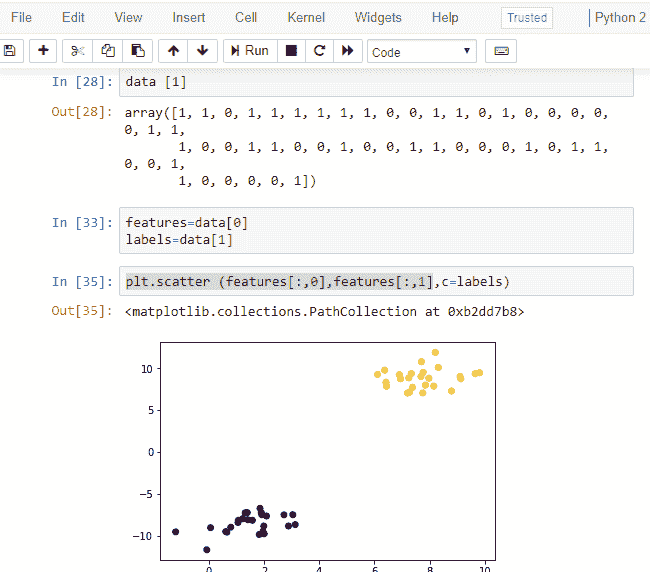 File Edit View Insert Cell Kernel Widgets Help Trusted Python 2
Run Code
In [28]: data [1]
Out[28]: array([1, 1, 0, 1, 1, 1, 1, 1, 1, 0, 0, 1, 1, 0, 1, 0, 0, 0, 0,
0, 1, 1,
1, 0, 0, 1, 1, 0, 0, 1, 0, 0, 1, 1, 0, 0, 0, 1, 0, 1, 1,
0, 0, 1,
1, 0, 0, 0, 0, 1])
In [33]: features=data[0]
labels=data[1]
In [35]: plt.scatter (features[:,0],features[:,1],c=labels)
Out[35]: <matplotlib.collections.PathCollection at 0xb2dd7b8>
10
5
0
−5
−10
0 2 4 6 8 10